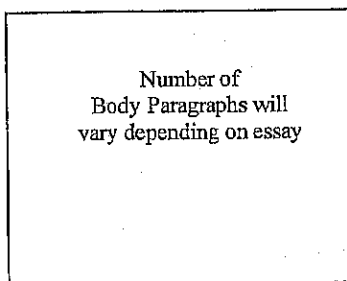 Number of
Body Paragraphs will
vary depending on essay